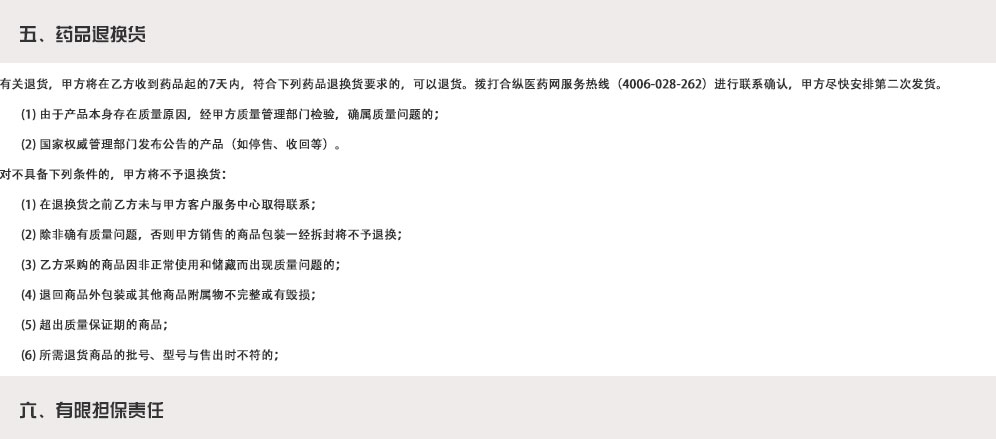 五、药品退换货
有关退货，甲方将在乙方收到药品起的7天内，符合下列药品退换货要求的，可以退货。拨打合纵医药网服务热线（4006-028-262）进行联系确认，甲方尽快安排第二次发货。
(1) 由于产品本身存在质量原因，经甲方质量管理部门检验，确属质量问题的；
(2) 国家权威管理部门发布公告的产品（如停售、收回等）。
对不具备下列条件的，甲方将不予退换货：
(1) 在退换货之前乙方未与甲方客户服务中心取得联系；
(2) 除非确有质量问题，否则甲方销售的商品包装一经拆封将不予退换；
(3) 乙方采购的商品因非正常使用和储藏而出现质量问题的；
(4) 退回商品外包装或其他商品附属物不完整或有毁损；
(5) 超出质量保证期的商品；
(6) 所需退货商品的批号、型号与售出时不符的；
六、有限担保责任